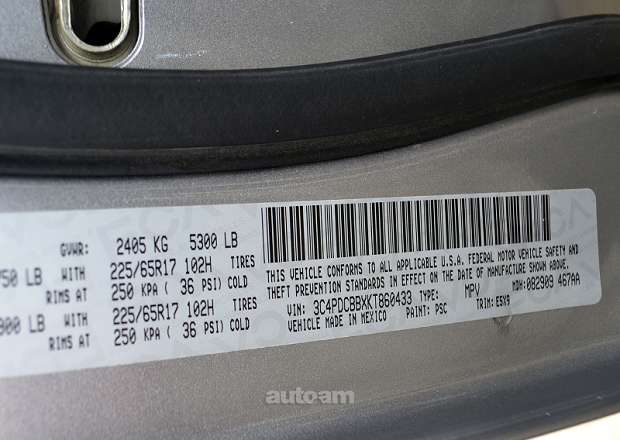 GVWR: 2405 KG 5300 LB
750 LB WITH 225/65R17 102H TIRES
RIMS AT 250 KPA ( 36 PSI) COLD
900 LB WITH 225/65R17 102H TIRES
RIMS AT 250 KPA ( 36 PSI) COLD
THIS VEHICLE CONFORMS TO ALL APPLICABLE U.S.A. FEDERAL MOTOR VEHICLE SAFETY AND
THEFT PREVENTION STANDARDS IN EFFECT ON THE DATE OF MANUFACTURE SHOWN ABOVE.
VIN: 3C4PDCBBXKT860433 TYPE: MPV MDH: 082909 467AA
VEHICLE MADE IN MEXICO PAINT: PSC TRIM: E5X9
autoam